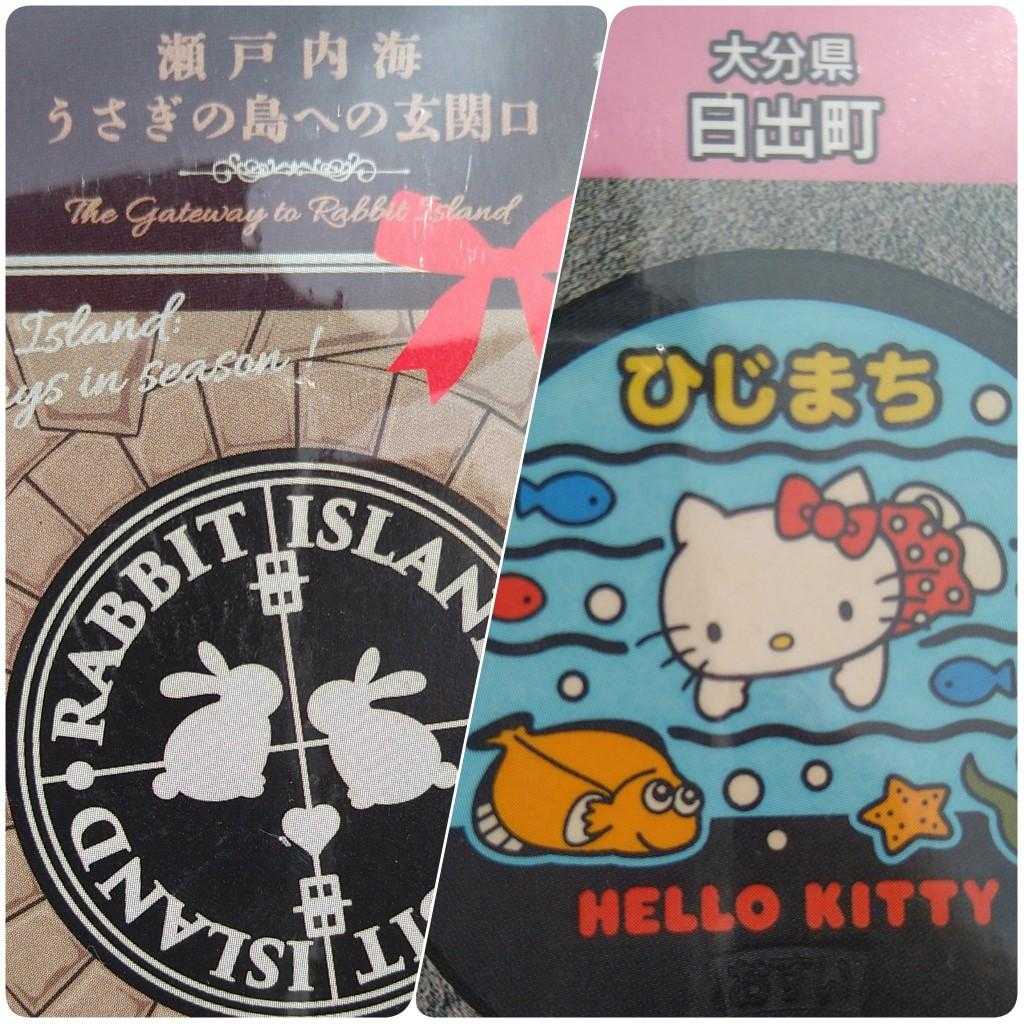 瀬戸内海
うさぎの島への玄関口
The Gateway to Rabbit Island
Island:
in season !
RABBIT ISLAND
ISLAND
大分県
日出町
ひじまち
HELLO KITTY